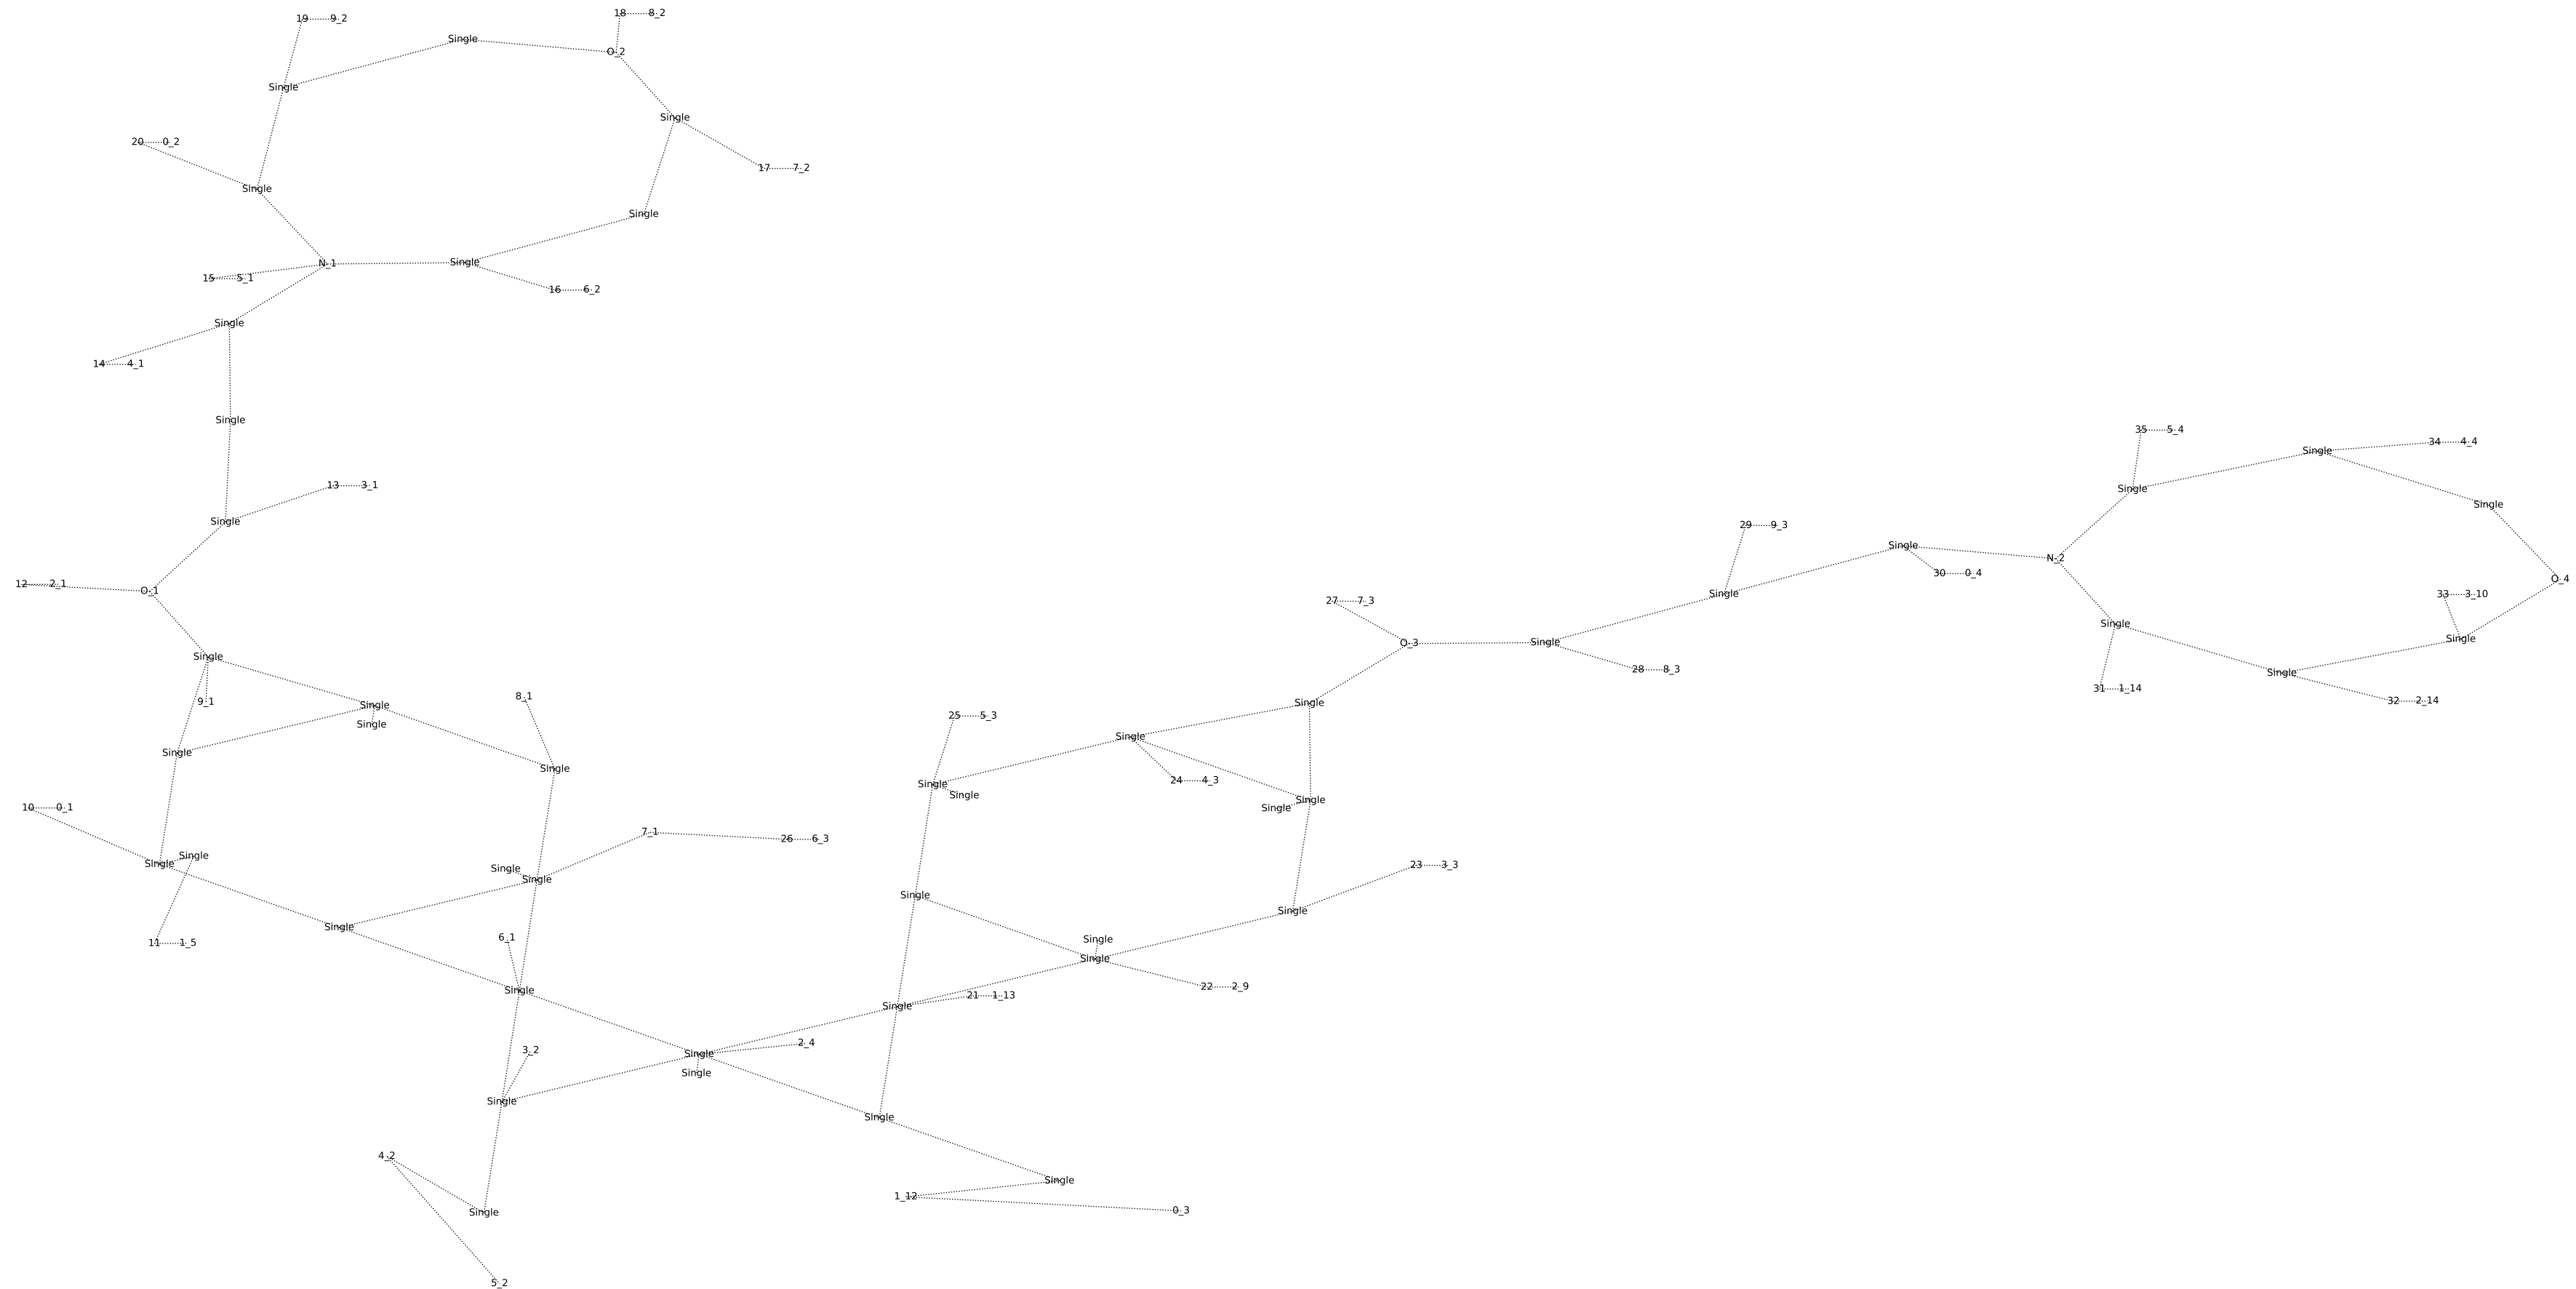 18 8_2
19 9_2
Single
O_2
Single
Single
20 0_2
17 7_2
Single
Single
Single
N_1
15 5_1
16 6_2
Single
14 4_1
Single
35 5_4
34 4_4
Single
13 3_1
Single
Single
Single
29 9_3
Single
N_2
30 0_4
O_4
12 2_1
O_1
Single
33 3_10
27 7_3
Single
Single
O_3
Single
Single
28 8_3
Single
31 1_14
8_1
32 2_14
9_1
Single
Single
25 5_3
Single
Single
Single
Single
24 4_3
Single
Single
Single
10 0_1
Single
7_1
26 6_3
Single
Single
23 3_3
Single
Single
Single
Single
Single
6_1
Single
11 1_5
Single
22 2_9
Single
21 1_13
Single
2_4
3_2
Single
Single
Single
Single
4_2
Single
1_12
0_3
Single
5_2